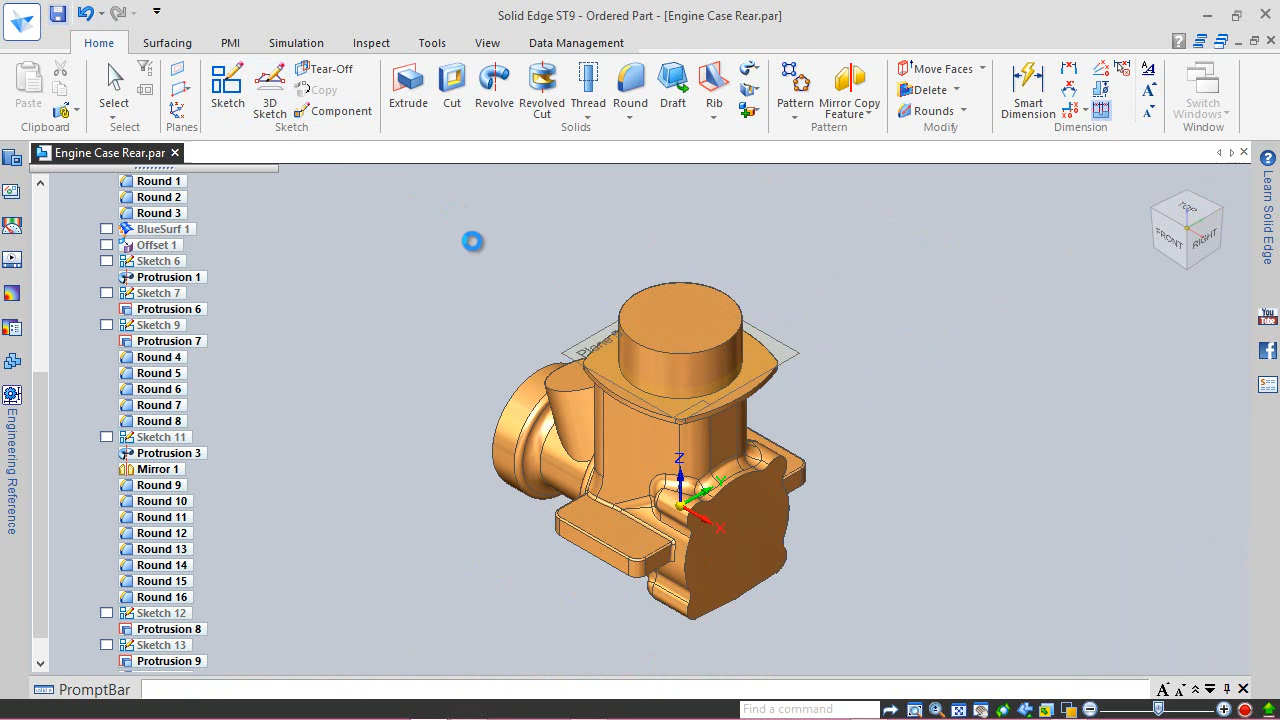 Solid Edge ST9 - Ordered Part - [Engine Case Rear.par]
Home
Surfacing
PMI
Simulation
Inspect
Tools
View
Data Management
Paste
Clipboard
Select
Select
Planes
Sketch
3D Sketch
Tear-Off
Copy
Component
Sketch
Extrude
Cut
Revolve
Revolved Cut
Thread
Round
Draft
Rib
Solids
Pattern
Mirror Copy Feature
Pattern
Move Faces
Delete
Rounds
Modify
Smart Dimension
Dimension
Switch Windows
Window
Engine Case Rear.par
Round 1
Round 2
Round 3
BlueSurf 1
Offset 1
Sketch 6
Protrusion 1
Sketch 7
Protrusion 6
Sketch 9
Protrusion 7
Round 4
Round 5
Round 6
Round 7
Round 8
Sketch 11
Protrusion 3
Mirror 1
Round 9
Round 10
Round 11
Round 12
Round 13
Round 14
Round 15
Round 16
Sketch 12
Protrusion 8
Sketch 13
Protrusion 9
Engineering Reference
TOP
FRONT
RIGHT
Z
Y
X
Learn Solid Edge
You Tube
PromptBar
Find a command